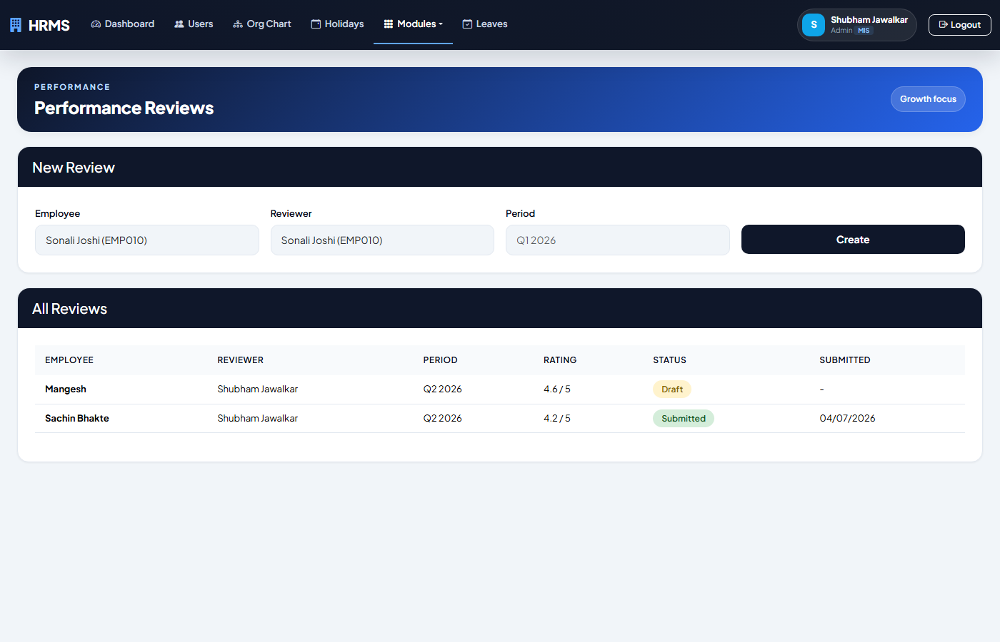 HRMS
Dashboard
Users
Org Chart
Holidays
Modules
Leaves
S
Shubham Jawalkar
Admin MIS
Logout
PERFORMANCE
Performance Reviews
Growth focus
New Review
Employee
Reviewer
Period
Sonali Joshi (EMP010)
Sonali Joshi (EMP010)
Q1 2026
Create
All Reviews
EMPLOYEE REVIEWER PERIOD RATING STATUS SUBMITTED
Mangesh Shubham Jawalkar Q2 2026 4.6 / 5 Draft -
Sachin Bhakte Shubham Jawalkar Q2 2026 4.2 / 5 Submitted 04/07/2026